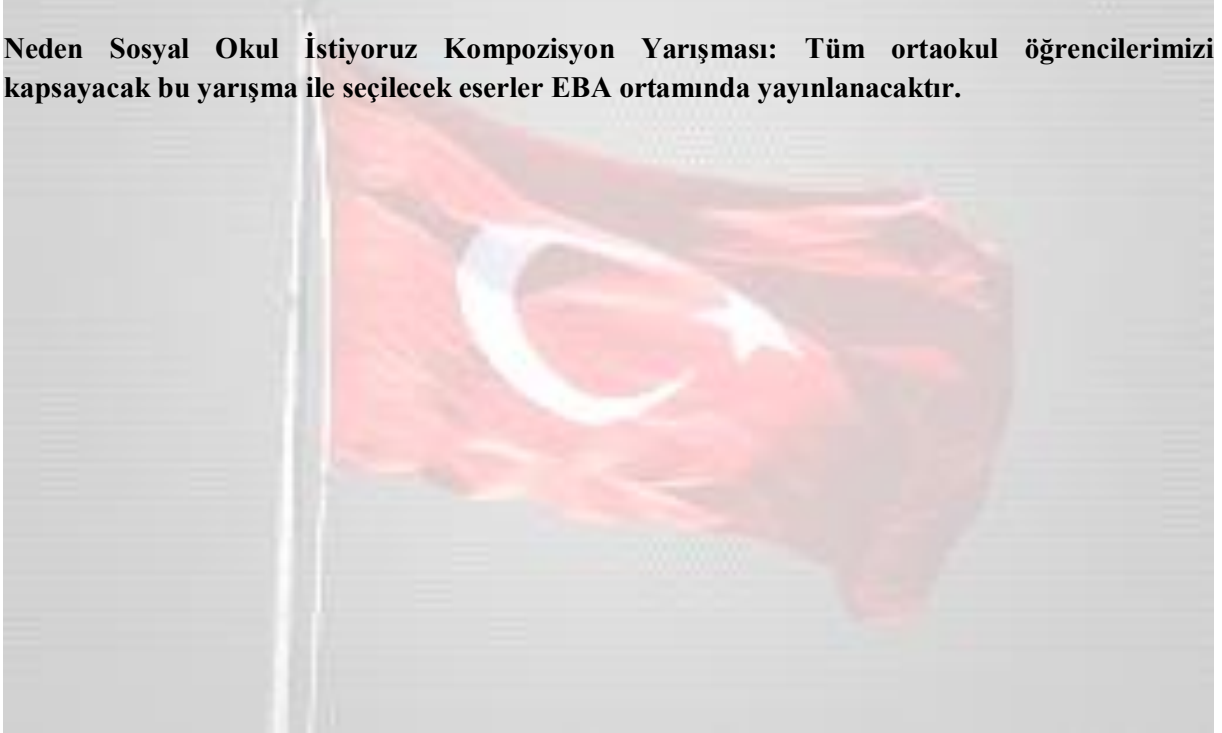 Neden Sosyal Okul İstiyoruz Kompozisyon Yarışması: Tüm ortaokul öğrencilerimizi
kapsayacak bu yarışma ile seçilecek eserler EBA ortamında yayınlanacaktır.